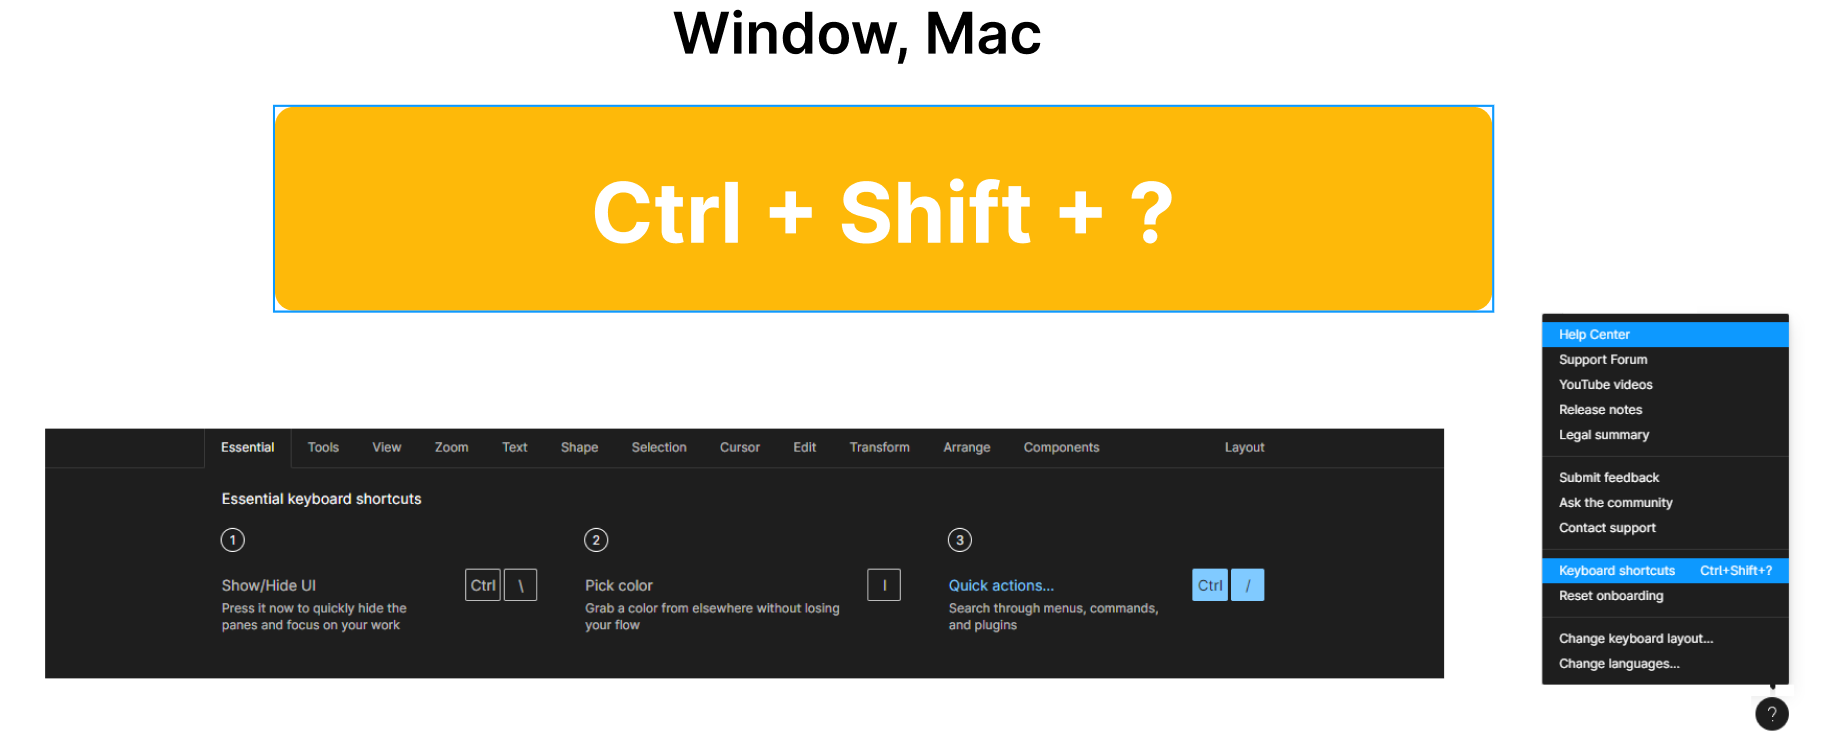 Window, Mac
Ctrl + Shift + ?
Help Center
Support Forum
YouTube videos
Release notes
Legal summary
Submit feedback
Ask the community
Contact support
Keyboard shortcuts Ctrl+Shift+?
Reset onboarding
Change keyboard layout...
Change languages...
?
Essential Tools View Zoom Text Shape Selection Cursor Edit Transform Arrange Components Layout
Essential keyboard shortcuts
1
Show/Hide UI Ctrl \
Press it now to quickly hide the
panes and focus on your work
2
Pick color I
Grab a color from elsewhere without losing
your flow
3
Quick actions... Ctrl /
Search through menus, commands,
and plugins